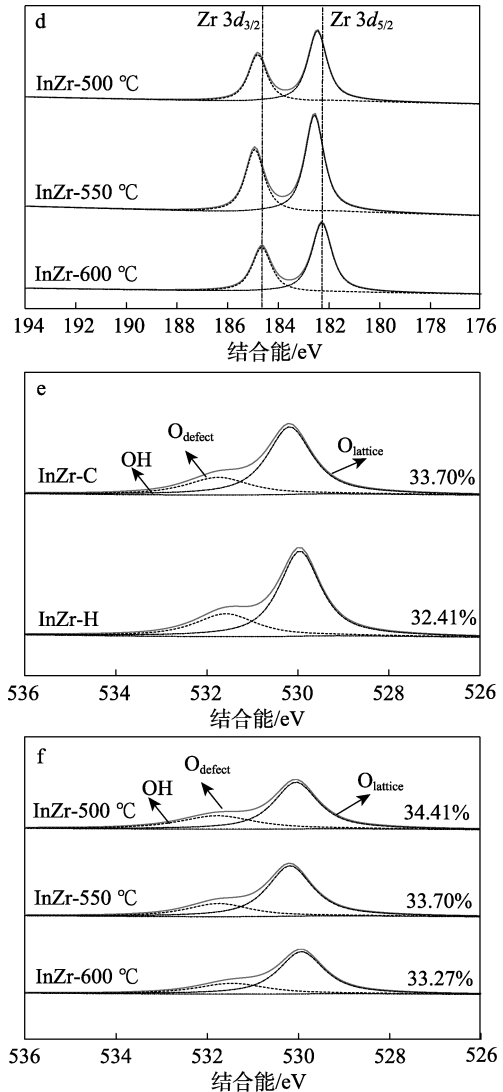 d
Zr 3d3/2 Zr 3d5/2
InZr-500 ℃
InZr-550 ℃
InZr-600 ℃
194 192 190 188 186 184 182 180 178 176
结合能/eV
e
Odefect
OH
Olattice
InZr-C
33.70%
InZr-H
32.41%
536 534 532 530 528 526
结合能/eV
f
Odefect
OH
Olattice
InZr-500 ℃
34.41%
InZr-550 ℃
33.70%
InZr-600 ℃
33.27%
536 534 532 530 528 526
结合能/eV